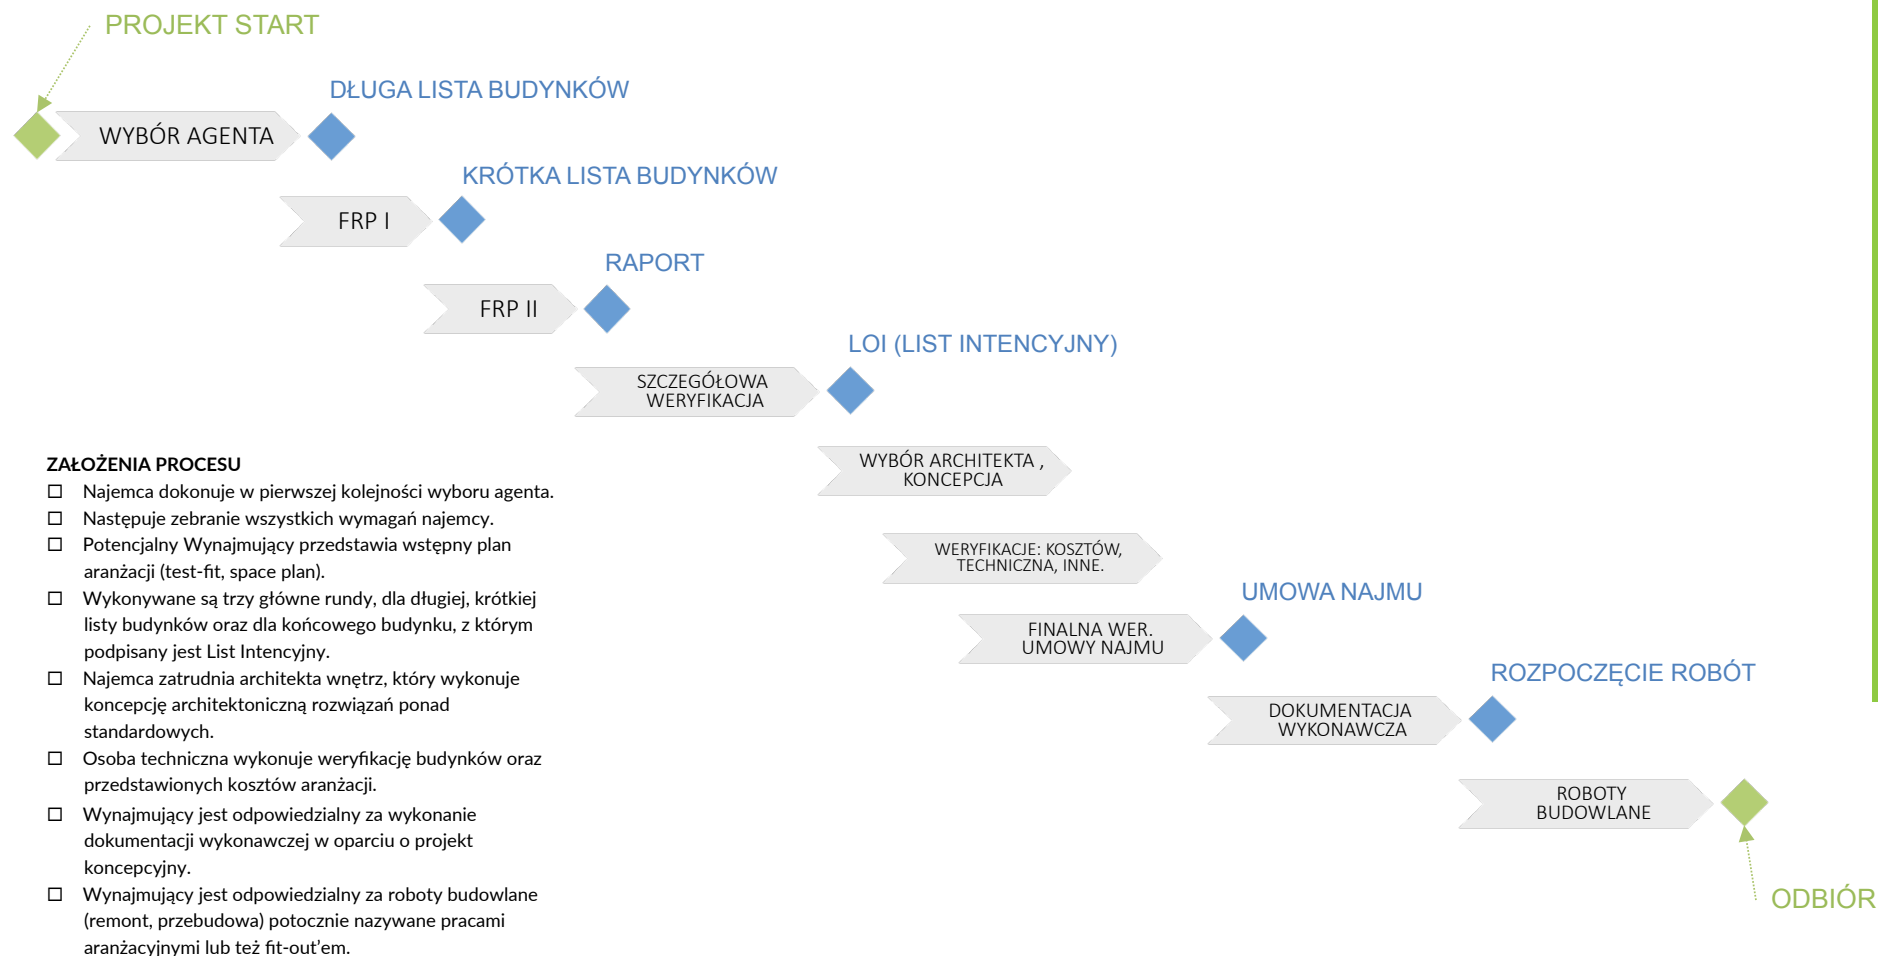 PROJEKT START
DŁUGA LISTA BUDYNKÓW
WYBÓR AGENTA
KRÓTKA LISTA BUDYNKÓW
FRP I
RAPORT
FRP II
LOI (LIST INTENCYJNY)
SZCZEGÓŁOWA
WERYFIKACJA
WYBÓR ARCHITEKTA ,
KONCEPCJA
WERYFIKACJE: KOSZTÓW,
TECHNICZNA, INNE.
UMOWA NAJMU
FINALNA WER.
UMOWY NAJMU
ROZPOCZĘCIE ROBÓT
DOKUMENTACJA
WYKONAWCZA
ROBOTY
BUDOWLANE
ODBIÓR
ZAŁOŻENIA PROCESU
☐ Najemca dokonuje w pierwszej kolejności wyboru agenta.
☐ Następuje zebranie wszystkich wymagań najemcy.
☐ Potencjalny Wynajmujący przedstawia wstępny plan
aranżacji (test-fit, space plan).
☐ Wykonywane są trzy główne rundy, dla długiej, krótkiej
listy budynków oraz dla końcowego budynku, z którym
podpisany jest List Intencyjny.
☐ Najemca zatrudnia architekta wnętrz, który wykonuje
koncepcję architektoniczną rozwiązań ponad
standardowych.
☐ Osoba techniczna wykonuje weryfikację budynków oraz
przedstawionych kosztów aranżacji.
☐ Wynajmujący jest odpowiedzialny za wykonanie
dokumentacji wykonawczej w oparciu o projekt
koncepcyjny.
☐ Wynajmujący jest odpowiedzialny za roboty budowlane
(remont, przebudowa) potocznie nazywane pracami
aranżacyjnymi lub też fit-out’em.